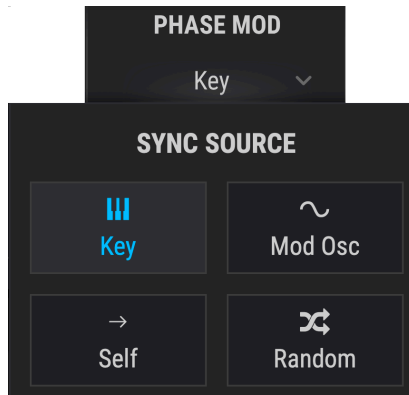 PHASE MOD
Key
SYNC SOURCE
Key
Mod Osc
Self
Random